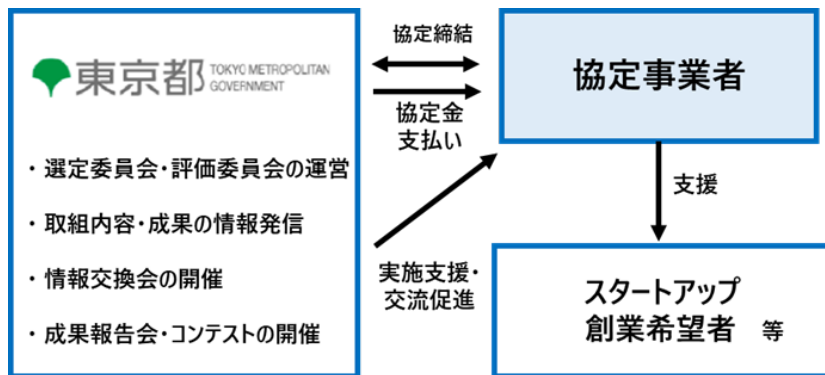 東京都
TOKYO METROPOLITAN
GOVERNMENT
・選定委員会・評価委員会の運営
・取組内容・成果の情報発信
・情報交換会の開催
・成果報告会・コンテストの開催
協定締結
協定金
支払い
実施支援・
交流促進
協定事業者
支援
スタートアップ
創業希望者 等